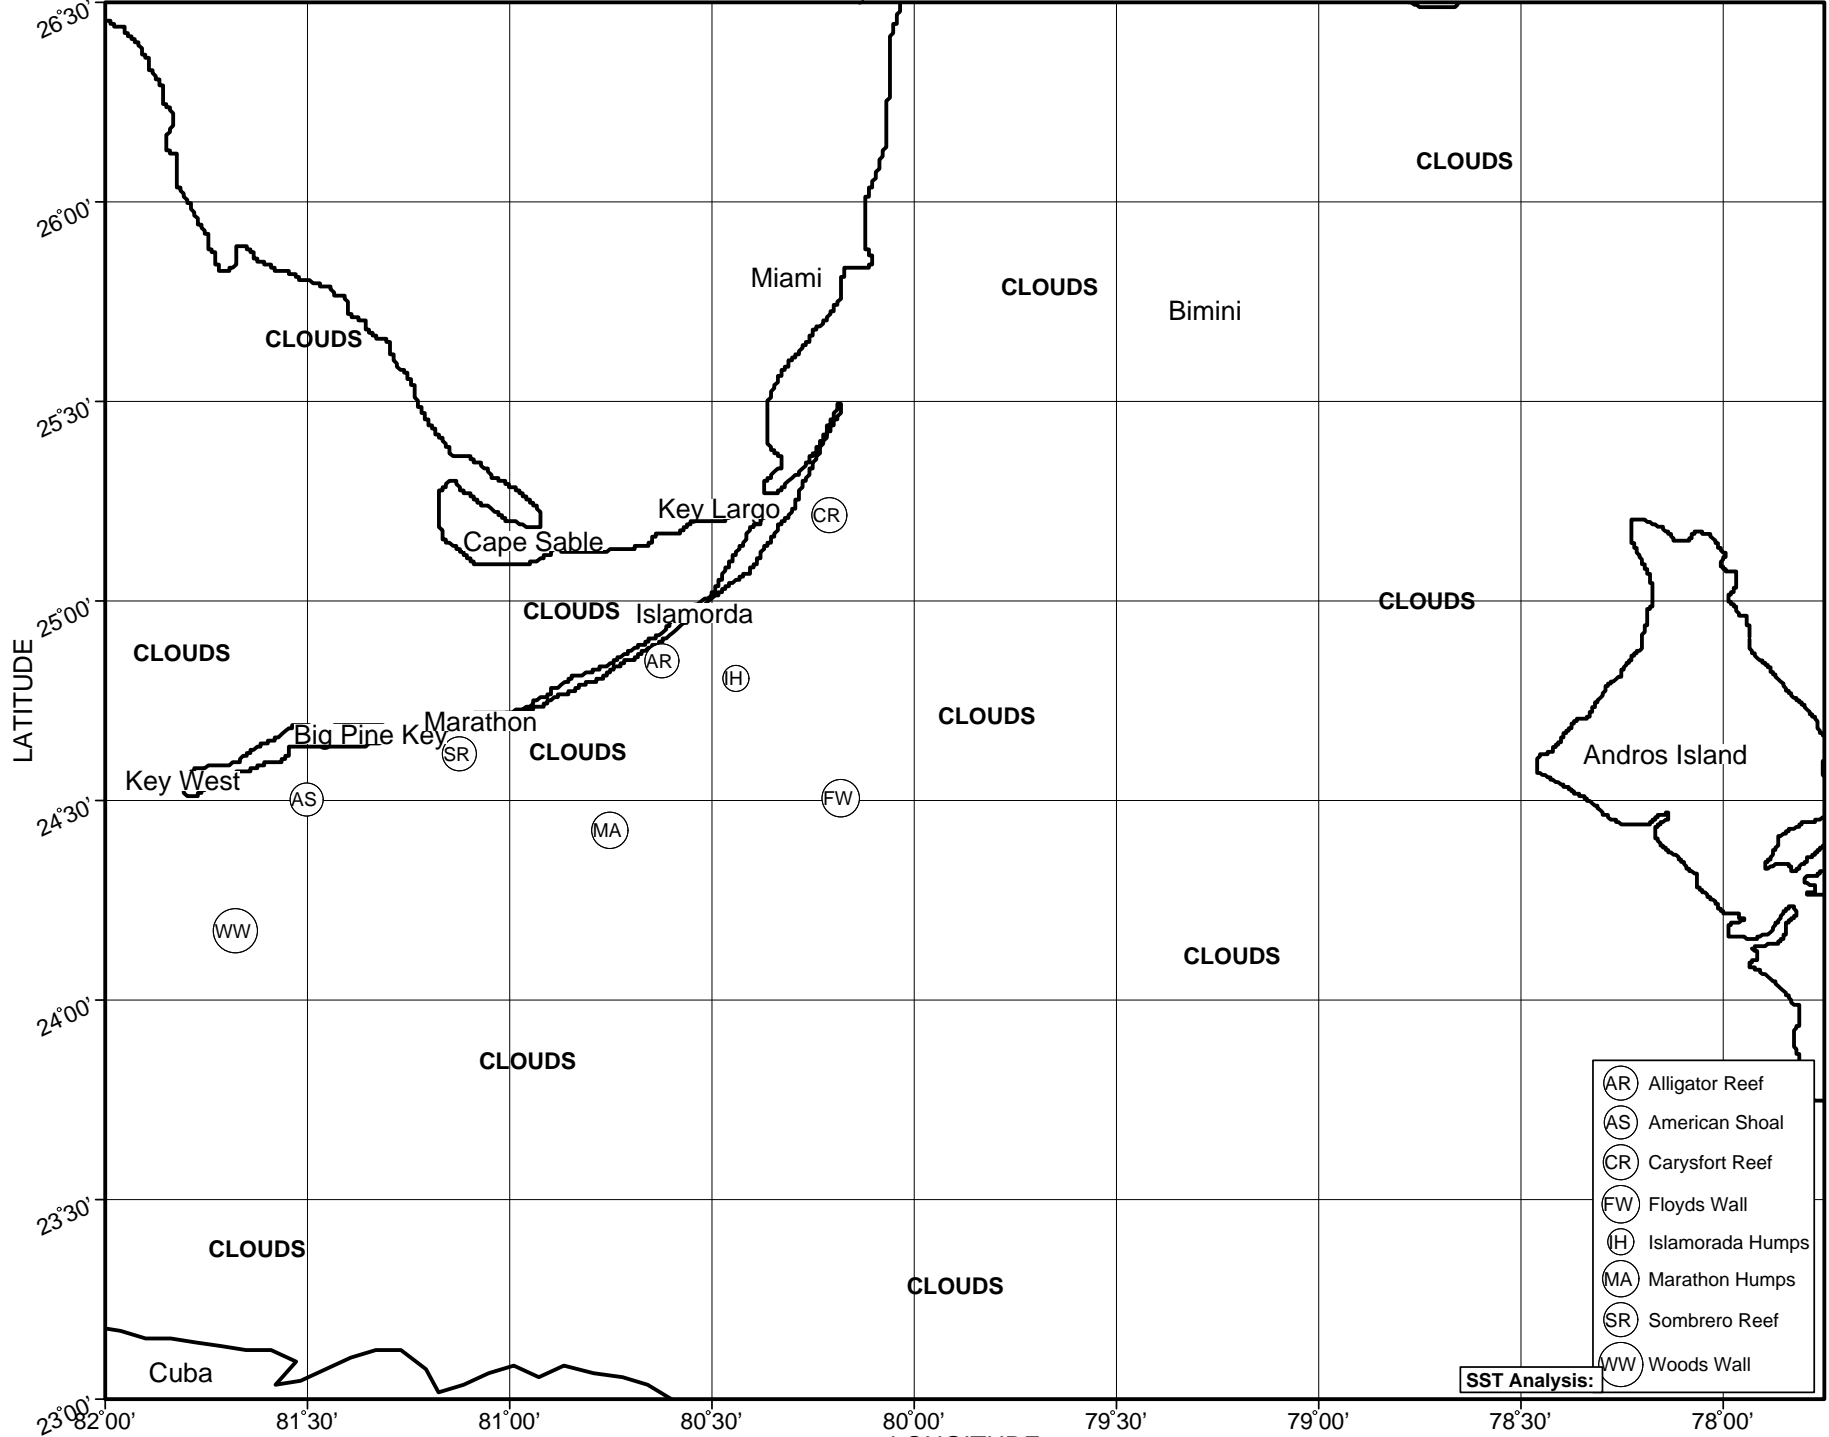 26°30'
CLOUDS
26°00'
Miami
CLOUDS
Bimini
CLOUDS
25°30'
Key Largo
CR
Cape Sable
25°00'
CLOUDS
Islamorda
CLOUDS
CLOUDS
AR
IH
LATITUDE
CLOUDS
Marathon
Big Pine Key
SR
CLOUDS
Andros Island
Key West
AS
FW
24°30'
MA
WW
CLOUDS
24°00'
CLOUDS
AR Alligator Reef
AS American Shoal
CR Carysfort Reef
FW Floyds Wall
IH Islamorada Humps
MA Marathon Humps
SR Sombrero Reef
WW Woods Wall
23°30'
CLOUDS
CLOUDS
Cuba
SST Analysis:
23°00'
82°00' 81°30' 81°00' 80°30' 80°00' 79°30' 79°00' 78°30' 78°00'